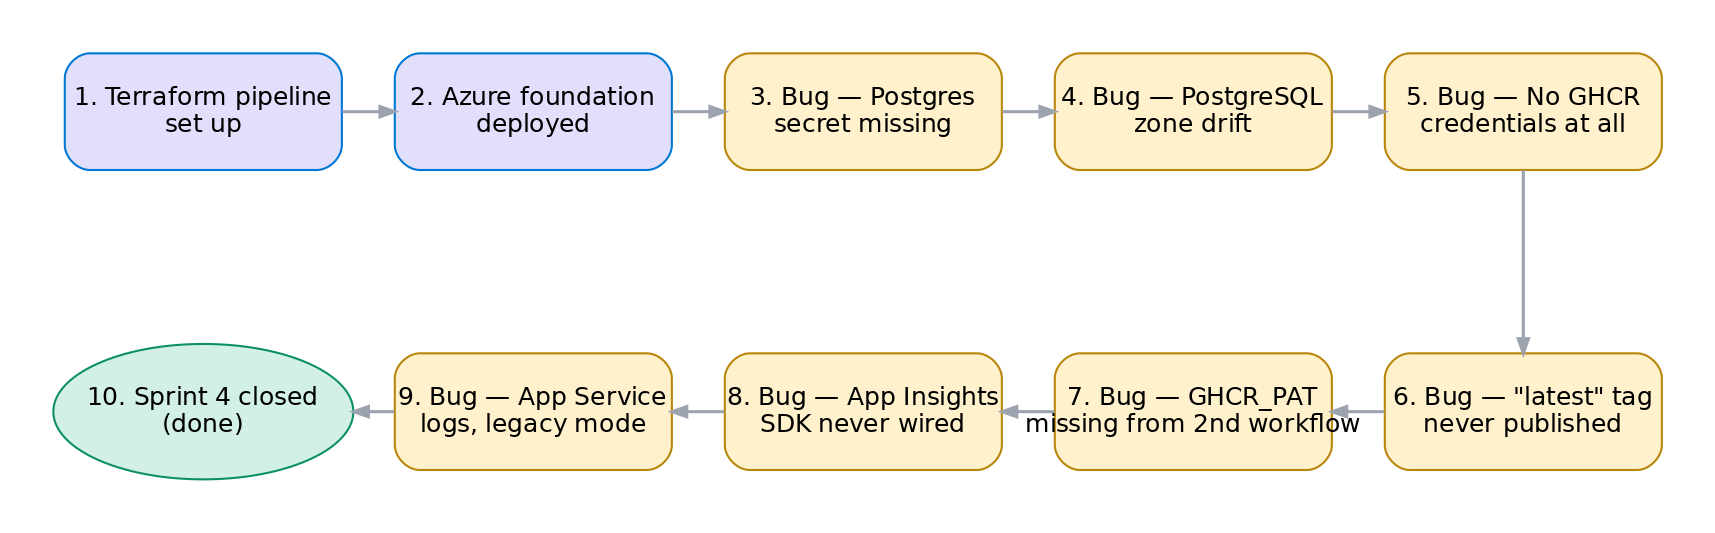 1. Terraform pipeline
set up
2. Azure foundation
deployed
3. Bug — Postgres
secret missing
4. Bug — PostgreSQL
zone drift
5. Bug — No GHCR
credentials at all
6. Bug — "latest" tag
never published
7. Bug — GHCR_PAT
missing from 2nd workflow
8. Bug — App Insights
SDK never wired
9. Bug — App Service
logs, legacy mode
10. Sprint 4 closed
(done)